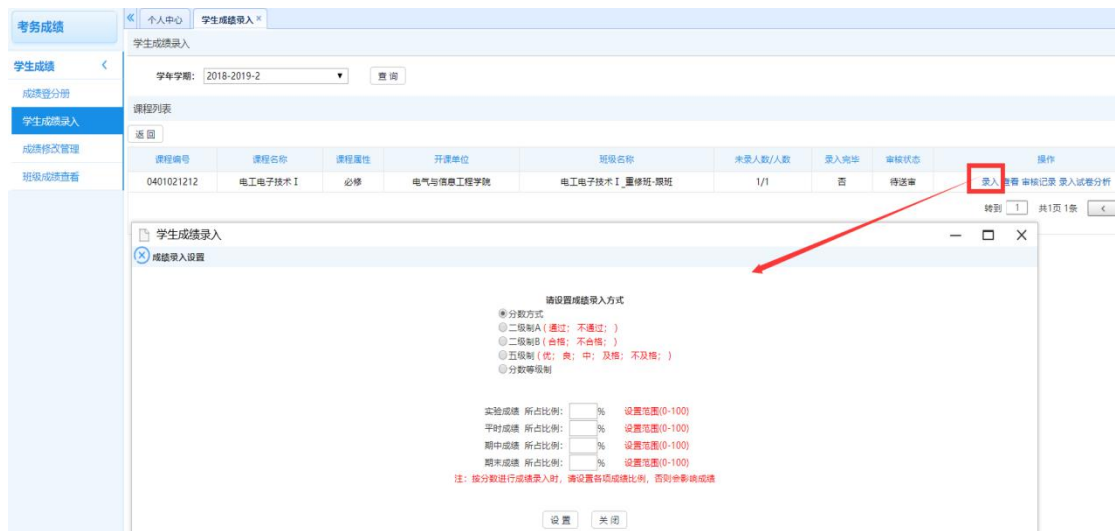 考务成绩
个人中心 学生成绩录入
学生成绩录入
学生成绩
学年学期: 2018-2019-2 查 询
成绩登分册
课程列表
学生成绩录入
返 回
成绩修改管理
课程编号 课程名称 课程属性 开课单位 班级名称 未录人数/人数 录入完毕 审核状态 操作
班级成绩查看
0401021212 电工电子技术Ⅰ 必修 电气与信息工程学院 电工电子技术Ⅰ_重修班-跟班 1/1 否 待送审 录入 查看 审核记录 录入试卷分析
转到 1 共1页 1条 <
学生成绩录入
成绩录入设置
请设置成绩录入方式
分数方式
二级制A ( 通过; 不通过; )
二级制B ( 合格; 不合格; )
五级制 ( 优; 良; 中; 及格; 不及格; )
分数等级制
实验成绩 所占比例: % 设置范围(0-100)
平时成绩 所占比例: % 设置范围(0-100)
期中成绩 所占比例: % 设置范围(0-100)
期末成绩 所占比例: % 设置范围(0-100)
注: 按分数进行成绩录入时, 请设置各项成绩比例, 否则会影响成绩
设 置 关 闭